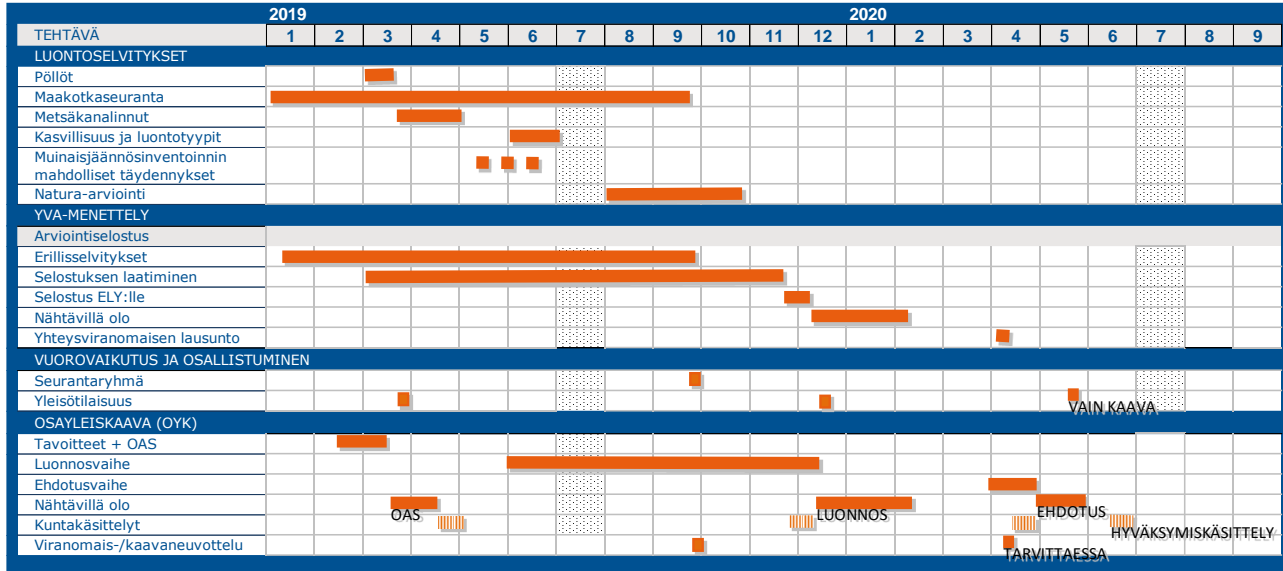 2019 2020
TEHTÄVÄ 1 2 3 4 5 6 7 8 9 10 11 12 1 2 3 4 5 6 7 8 9
LUONTOSELVITYKSET
Pöllöt
Maakotkaseuranta
Metsäkanalinnut
Kasvillisuus ja luontotyypit
Muinaisjäännösinventoinnin
mahdolliset täydennykset
Natura-arviointi
YVA-MENETTELY
Arviointiselostus
Erillisselvitykset
Selostuksen laatiminen
Selostus ELY:lle
Nähtävillä olo
Yhteysviranomaisen lausunto
VUOROVAIKUTUS JA OSALLISTUMINEN
Seurantaryhmä
Yleisötilaisuus VAIN KAAVA
OSAYLEISKAAVA (OYK)
Tavoitteet + OAS
Luonnosvaihe
Ehdotusvaihe
Nähtävillä olo OAS LUONNOS EHDOTUS
Kuntakäsittelyt HYVÄKSYMISKÄSITTELY
Viranomais-/kaavaneuvottelu TARVITTAESSA